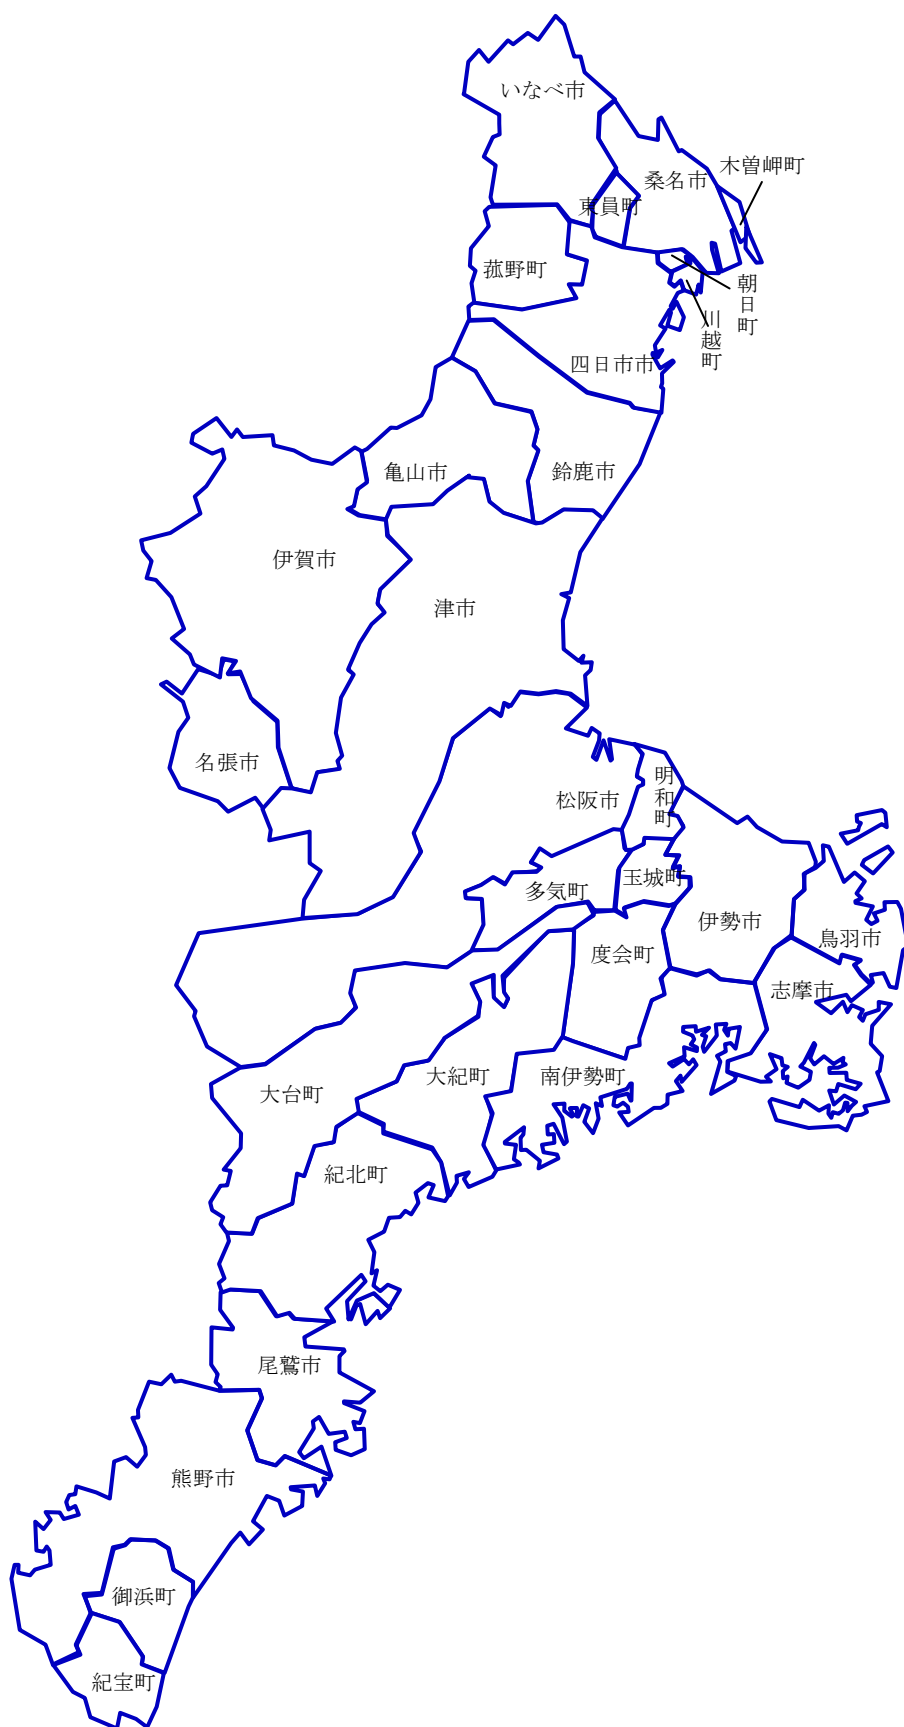 いなべ市
木曽岬町
桑名市
東員町
菰野町
朝日町
川越町
四日市市
亀山市
鈴鹿市
伊賀市
津市
名張市
明和町
松阪市
玉城町
多気町
伊勢市
鳥羽市
度会町
志摩市
大紀町
南伊勢町
大台町
紀北町
尾鷲市
熊野市
御浜町
紀宝町